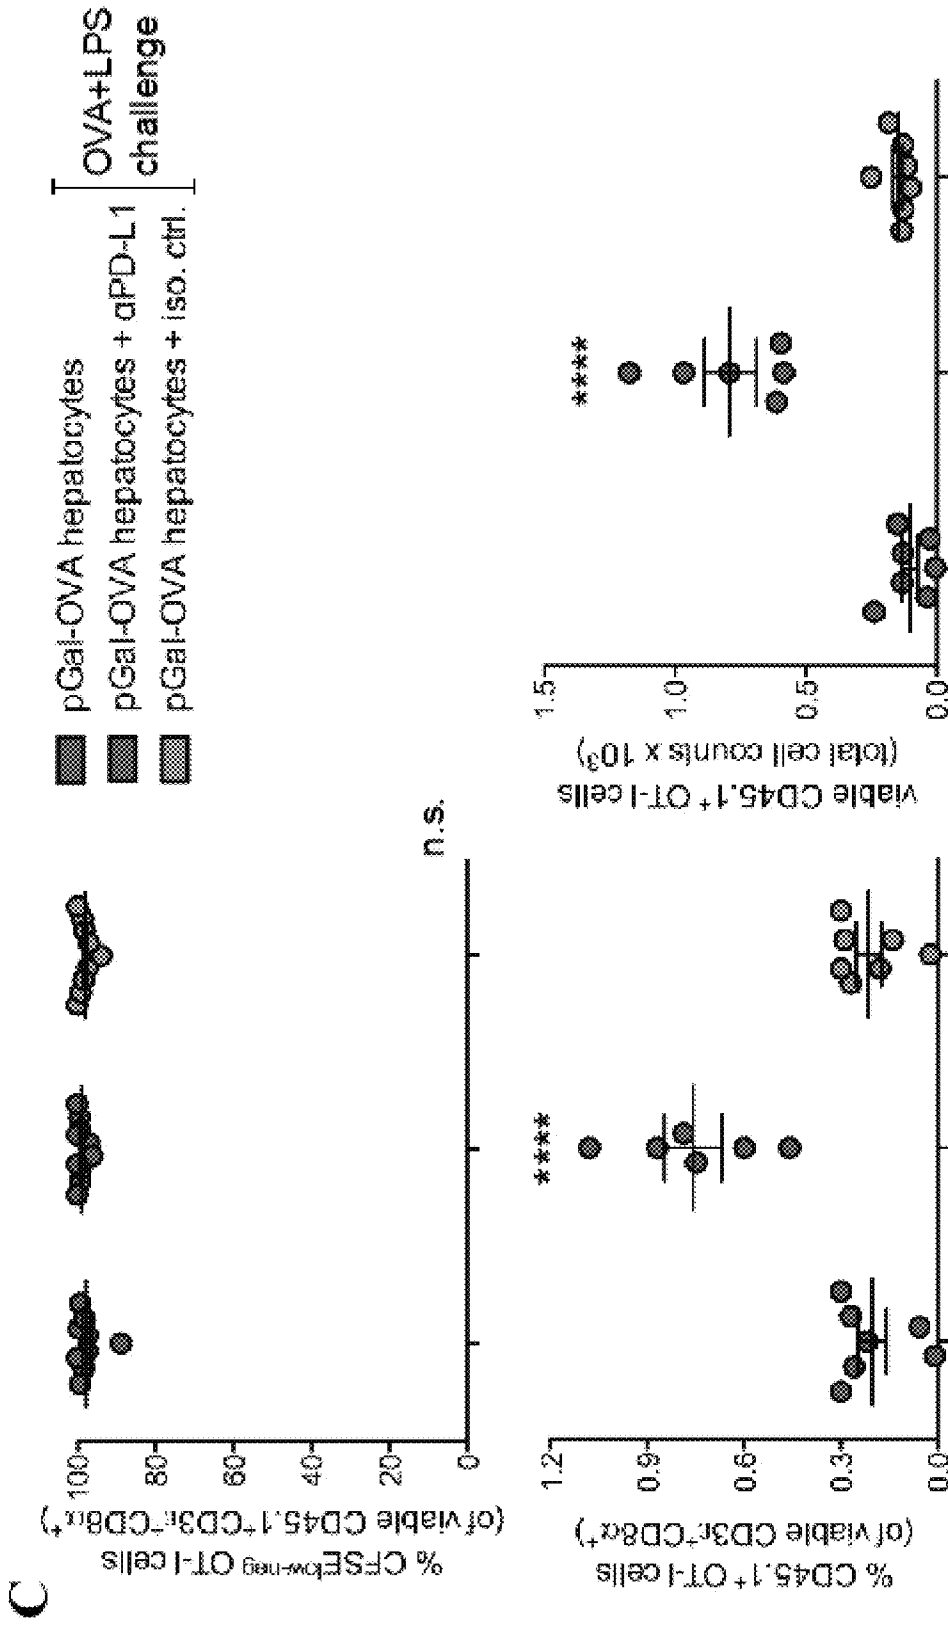 C
pGal-OVA hepatocytes
pGal-OVA hepatocytes + αPD-L1
pGal-OVA hepatocytes + iso. ctrl.
OVA+LPS
challenge
% CFSElow-neg OT-I cells
(of viable CD45.1+CD3ε+CD8α+)
100
80
60
40
20
0
n.s.
% CD45.1+ OT-I cells
(of viable CD3ε+CD8α+)
1.2
0.9
0.6
0.3
0.0
****
viable CD45.1+ OT-I cells
(total cell counts x 10³)
1.5
1.0
0.5
0.0
****